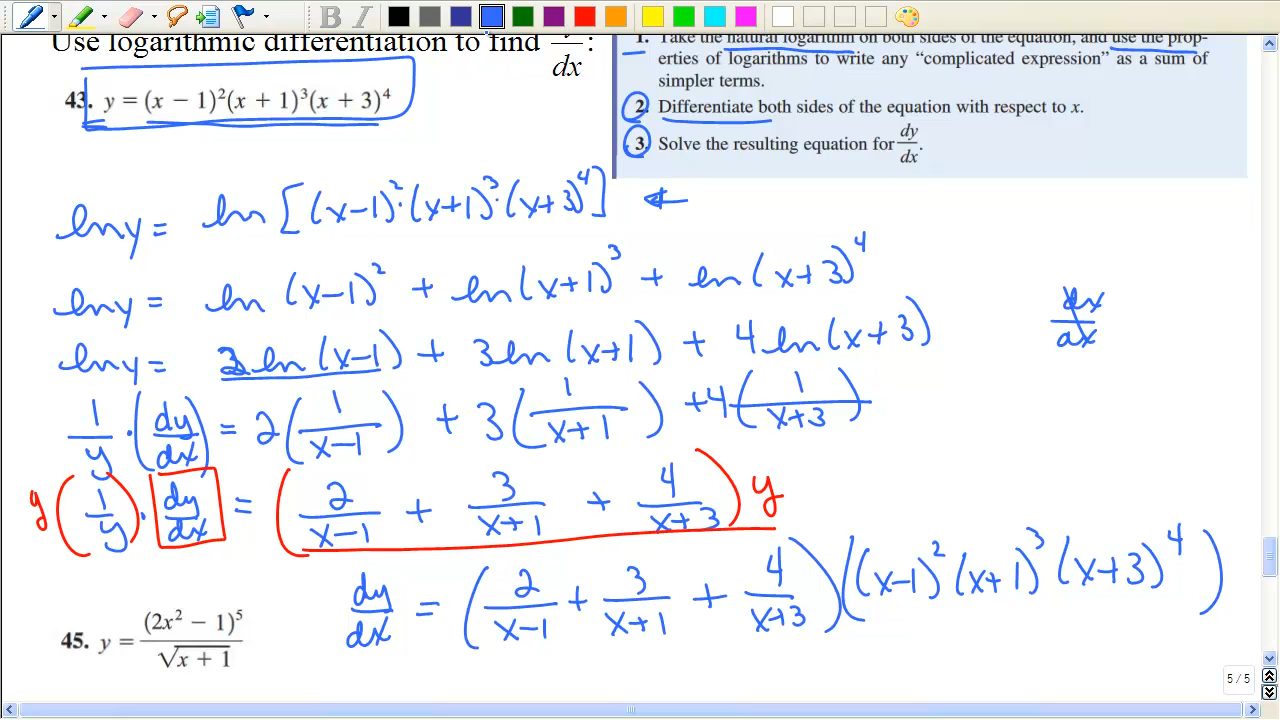 B I
Use logarithmic differentiation to find dy/dx:
1. Take the natural logarithm on both sides of the equation, and use the prop-
erties of logarithms to write any “complicated expression” as a sum of
simpler terms.
43. y = (x − 1)²(x + 1)³(x + 3)⁴
2. Differentiate both sides of the equation with respect to x.
3. Solve the resulting equation for dy/dx.
ln y = ln [(x−1)²·(x+1)³·(x+3)⁴] ←
ln y = ln (x−1)² + ln (x+1)³ + ln (x+3)⁴
ln y = 2 ln (x−1) + 3 ln (x+1) + 4 ln (x+3)
dx/dx
1/y · (dy/dx) = 2(1/(x−1)) + 3(1/(x+1)) + 4(1/(x+3))
y(1/y) · dy/dx = (2/(x−1) + 3/(x+1) + 4/(x+3)) y
dy/dx = (2/(x−1) + 3/(x+1) + 4/(x+3)) ((x−1)² (x+1)³ (x+3)⁴)
45. y = (2x² − 1)⁵/√(x + 1)
5 / 5